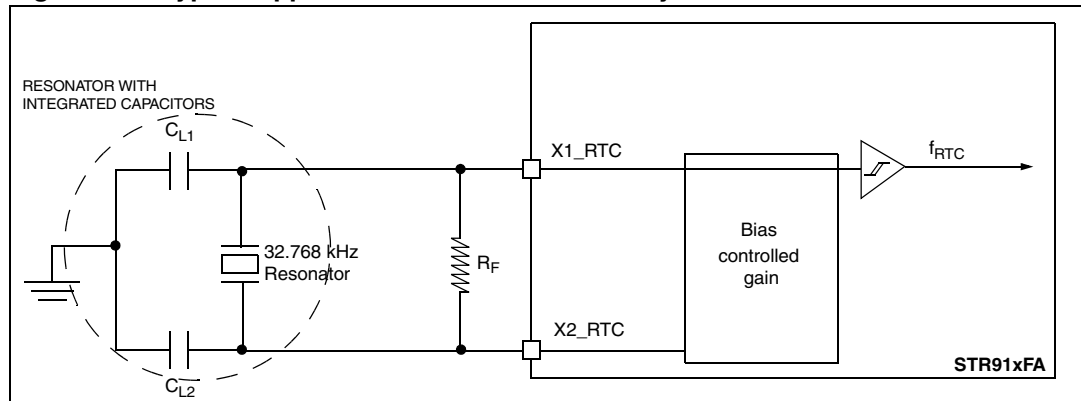 RESONATOR WITH
INTEGRATED CAPACITORS
CL1
X1_RTC
fRTC
32.768 kHz
Resonator
RF
Bias
controlled
gain
X2_RTC
CL2
STR91xFA